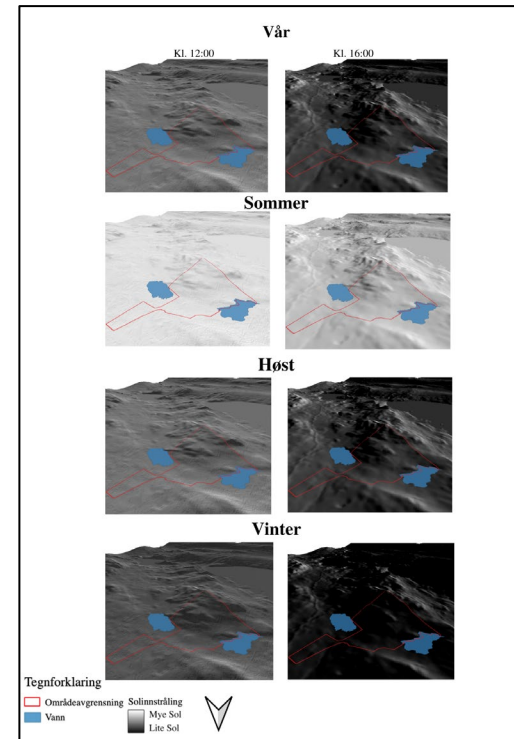 Vår
Kl. 12:00
Kl. 16:00
Sommer
Høst
Vinter
Tegnforklaring
Områdeavgrensning
Vann
Solinnstråling
Mye Sol
Lite Sol